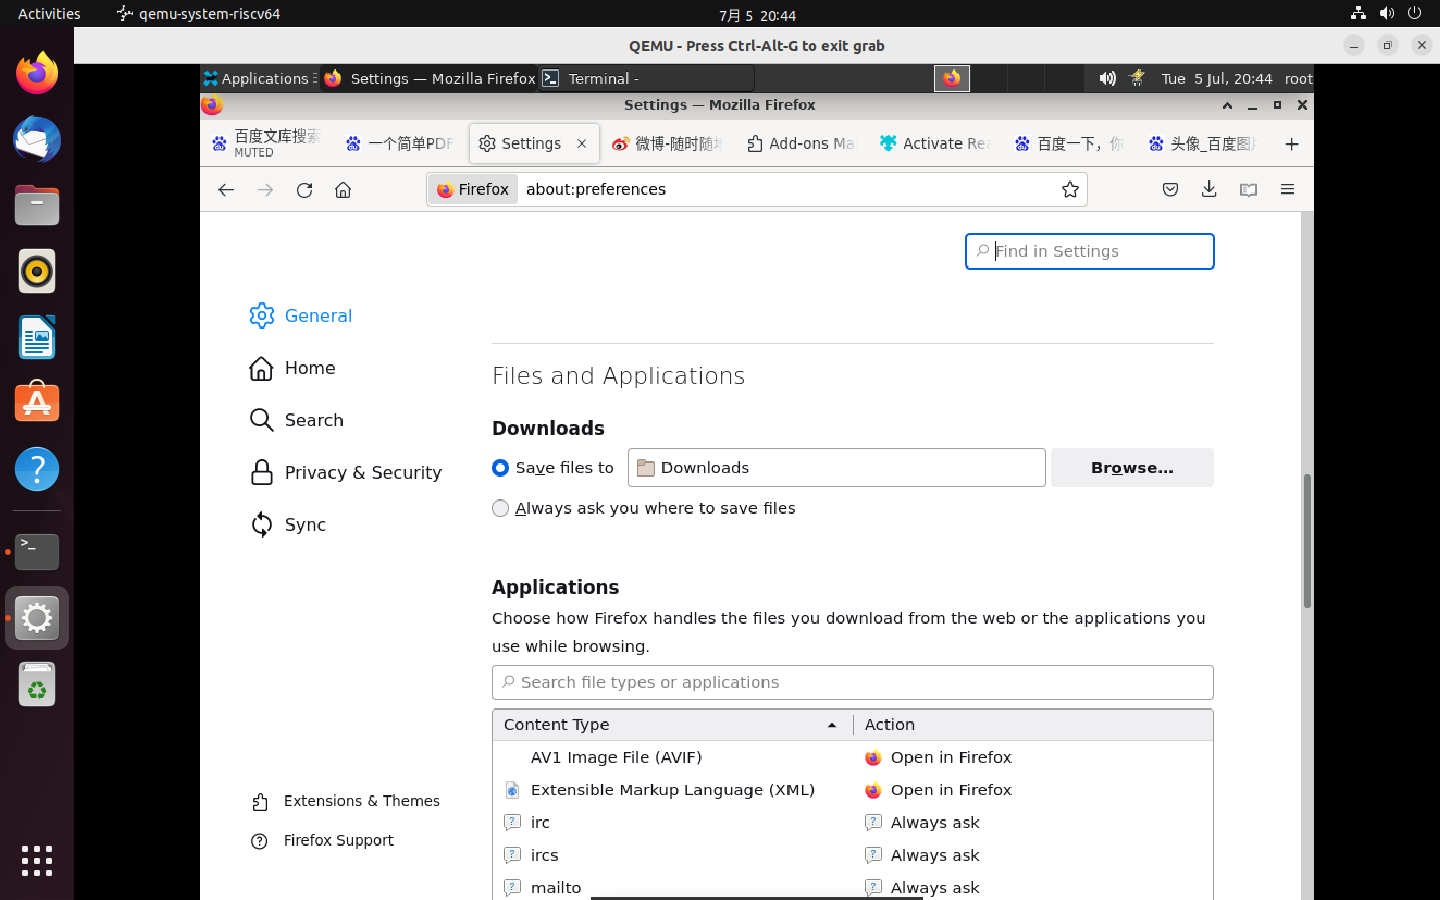 Activities
qemu-system-riscv64
7月 5 20:44
QEMU - Press Ctrl-Alt-G to exit grab
Applications
Settings — Mozilla Firefox
Terminal -
Tue 5 Jul, 20:44
root
Settings — Mozilla Firefox
百度文库搜索
MUTED
一个简单PDF
Settings
微博-随时随地
Add-ons Ma
Activate Rea
百度一下，你
头像_百度图片
Firefox
about:preferences
Find in Settings
General
Home
Search
Privacy & Security
Sync
Extensions & Themes
Firefox Support
Files and Applications
Downloads
Save files to
Downloads
Browse...
Always ask you where to save files
Applications
Choose how Firefox handles the files you download from the web or the applications you
use while browsing.
Search file types or applications
Content Type
Action
AV1 Image File (AVIF)
Open in Firefox
Extensible Markup Language (XML)
Open in Firefox
irc
Always ask
ircs
Always ask
mailto
Always ask